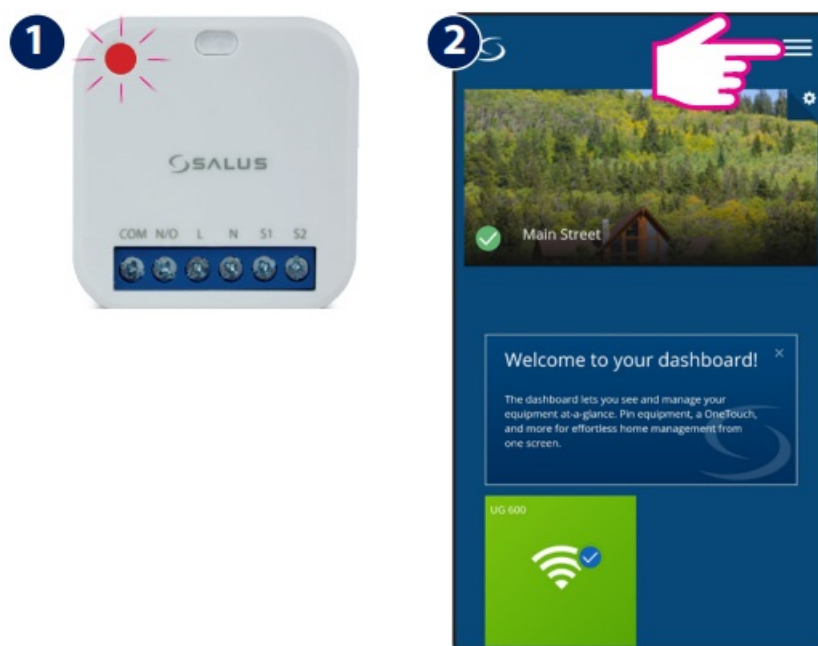 1
SALUS
COM N/O L N S1 S2
2
Main Street
Welcome to your dashboard!
The dashboard lets you see and manage your
equipment at-a-glance. Pin equipment, a OneTouch,
and more for effortless home management from
one screen.
UG 600